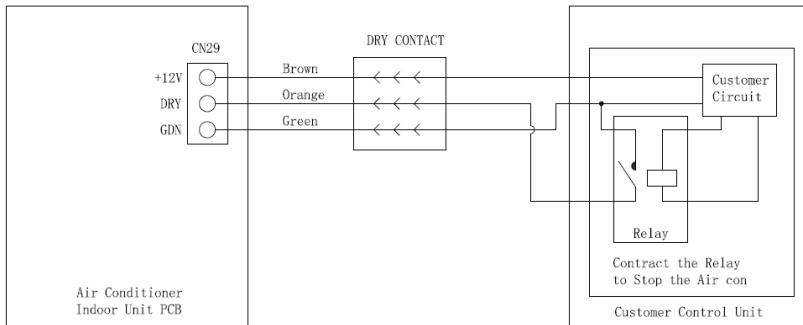 CN29
DRY CONTACT
+12V
Brown
Customer
Circuit
DRY
Orange
GDN
Green
Relay
Contract the Relay
to Stop the Air con
Air Conditioner
Indoor Unit PCB
Customer Control Unit